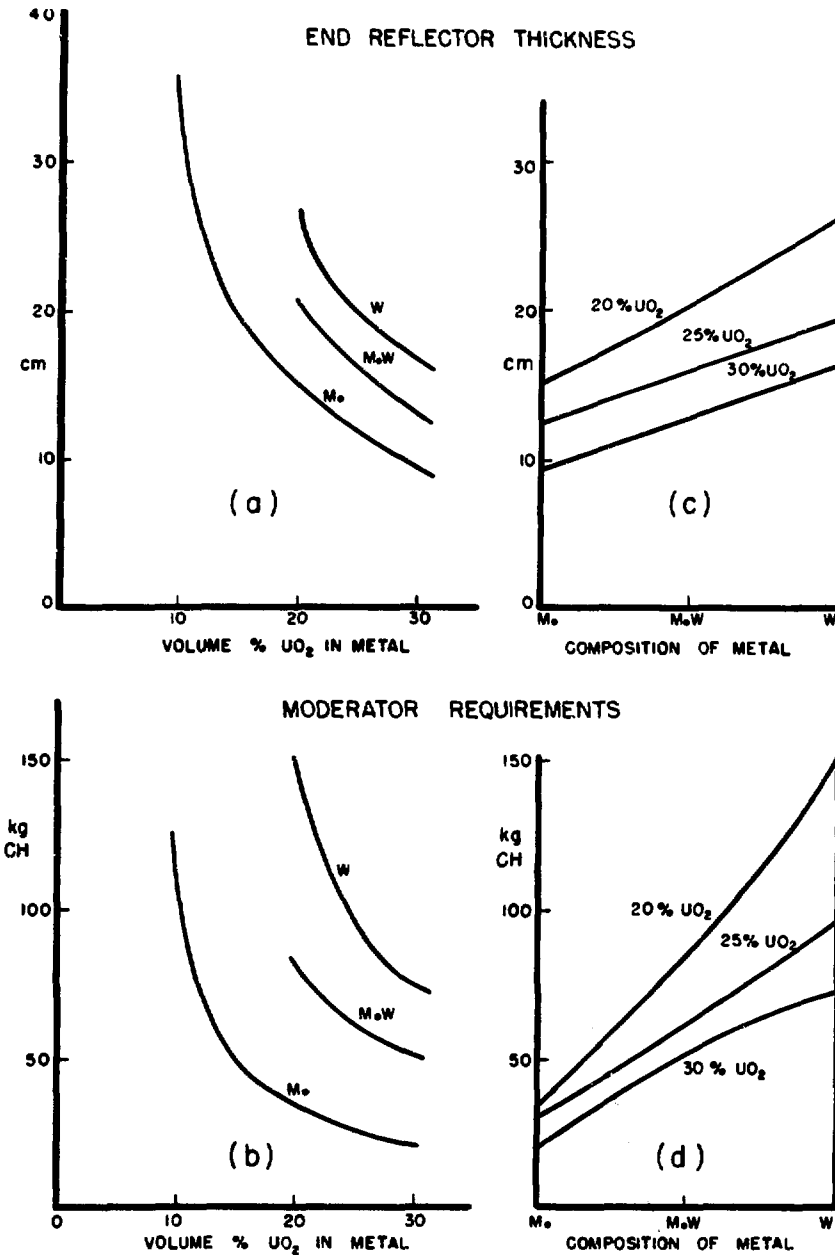 END REFLECTOR THICKNESS
40
30
20
cm
10
0
W
MoW
Mo
(a)
10
20
30
VOLUME % UO₂ IN METAL
30
20
cm
10
0
20% UO₂
25% UO₂
30% UO₂
(c)
Mo
MoW
W
COMPOSITION OF METAL
MODERATOR REQUIREMENTS
150
kg
CH
100
50
W
MoW
Mo
(b)
0
10
20
30
VOLUME % UO₂ IN METAL
150
kg
CH
100
50
20% UO₂
25% UO₂
30% UO₂
(d)
Mo
MoW
W
COMPOSITION OF METAL